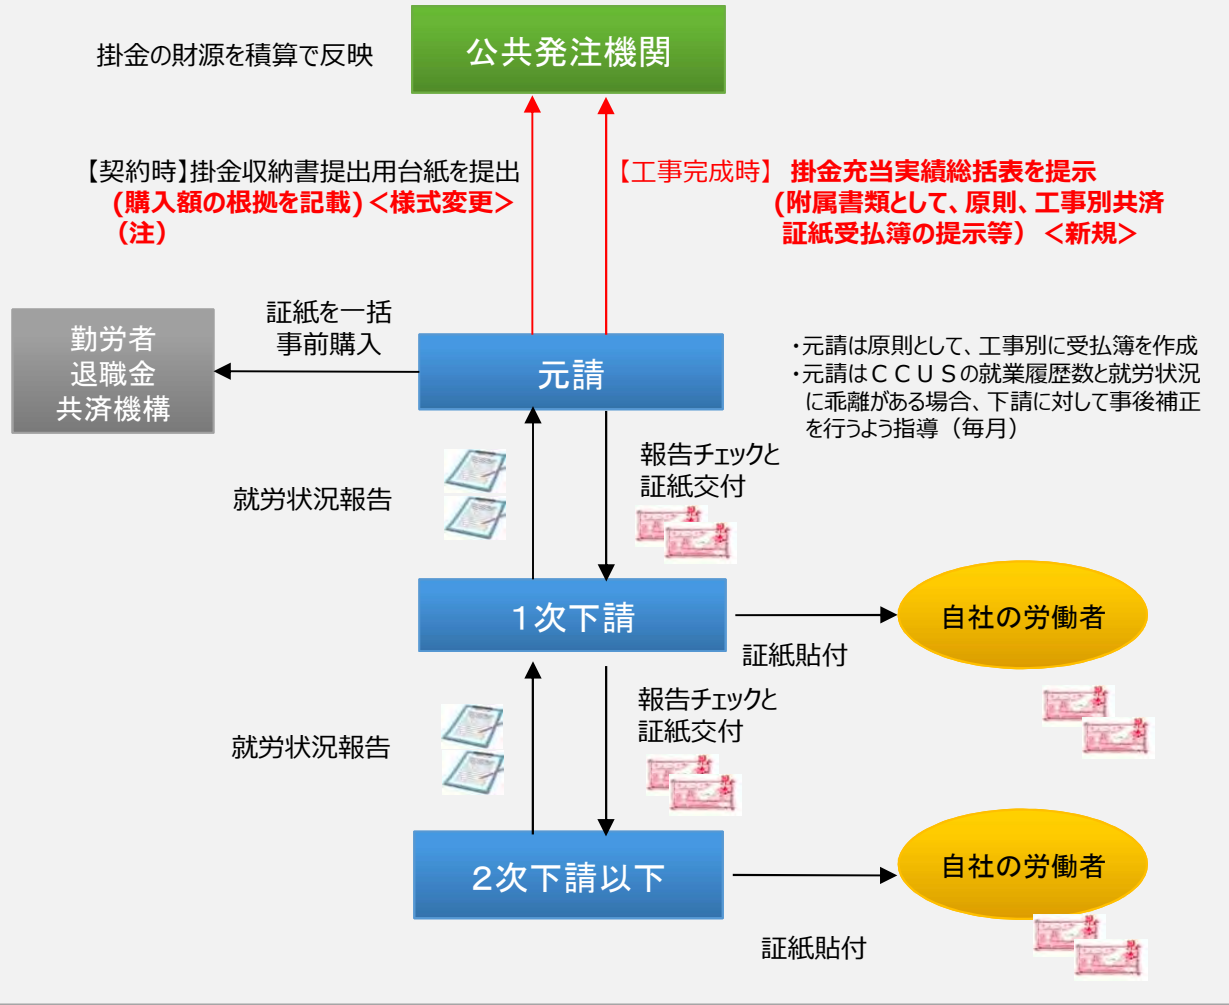 公共発注機関
掛金の財源を積算で反映
【契約時】掛金収納書提出用台紙を提出
(購入額の根拠を記載)＜様式変更＞
（注）
【工事完成時】 掛金充当実績総括表を提示
(附属書類として、原則、工事別共済
証紙受払簿の提示等）＜新規＞
証紙を一括
事前購入
勤労者
退職金
共済機構
元請
・元請は原則として、工事別に受払簿を作成
・元請はＣＣＵＳの就業履歴数と就労状況
に乖離がある場合、下請に対して事後補正
を行うよう指導（毎月）
就労状況報告
報告チェックと
証紙交付
１次下請
証紙貼付
自社の労働者
就労状況報告
報告チェックと
証紙交付
２次下請以下
証紙貼付
自社の労働者